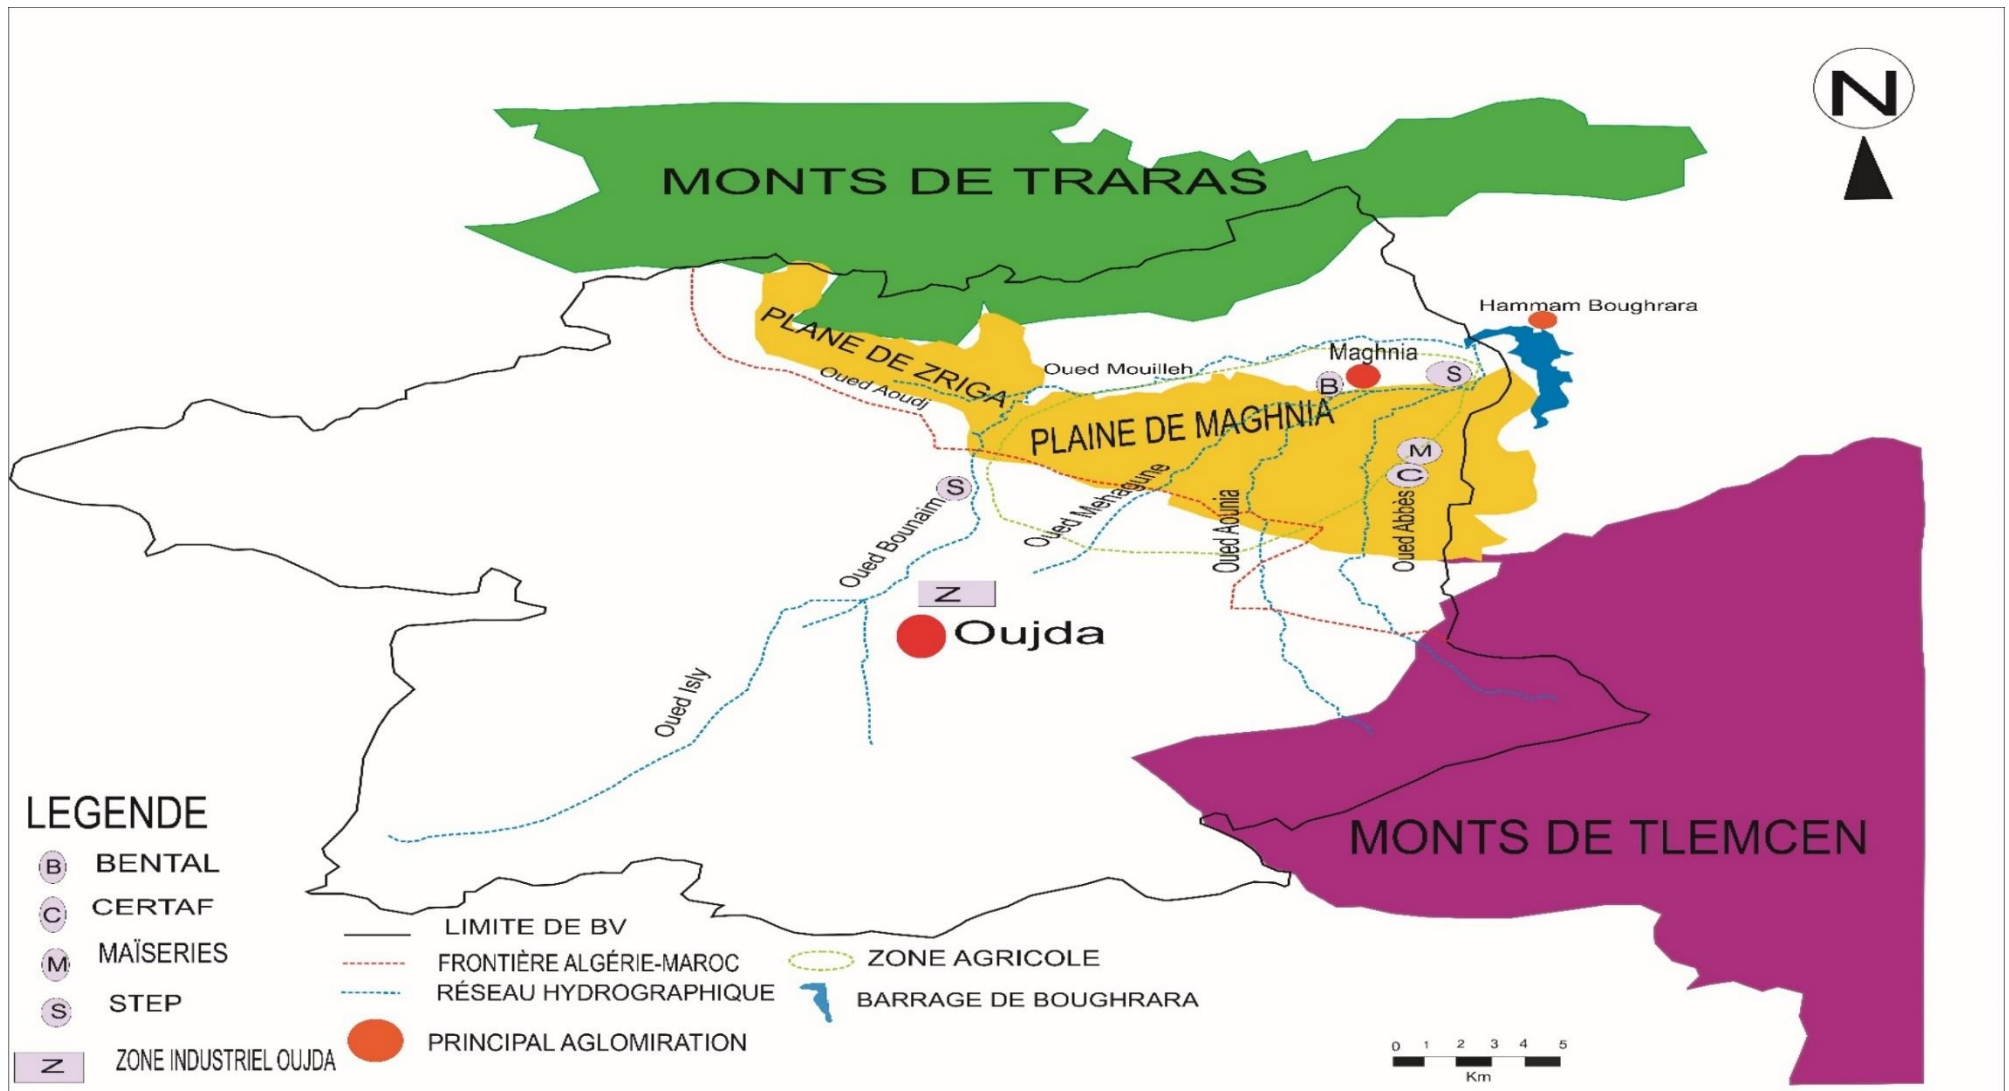 N
MONTS DE TRARAS
Hammam Boughrara
PLANE DE ZRIGA
Oued Aoudj
Oued Mouilleh
Maghnia
B
S
PLAINE DE MAGHNIA
M
C
S
Oued Bounaim
Oued Mehagune
Oued Aounia
Oued Abbès
Z
Oujda
Oued Isly
MONTS DE TLEMCEN
LEGENDE
B BENTAL
C CERTAF
M MAÏSERIES
S STEP
Z ZONE INDUSTRIEL OUJDA
LIMITE DE BV
FRONTIÈRE ALGÉRIE-MAROC
RÉSEAU HYDROGRAPHIQUE
PRINCIPAL AGLOMIRATION
ZONE AGRICOLE
BARRAGE DE BOUGHRARA
0 1 2 3 4 5
Km